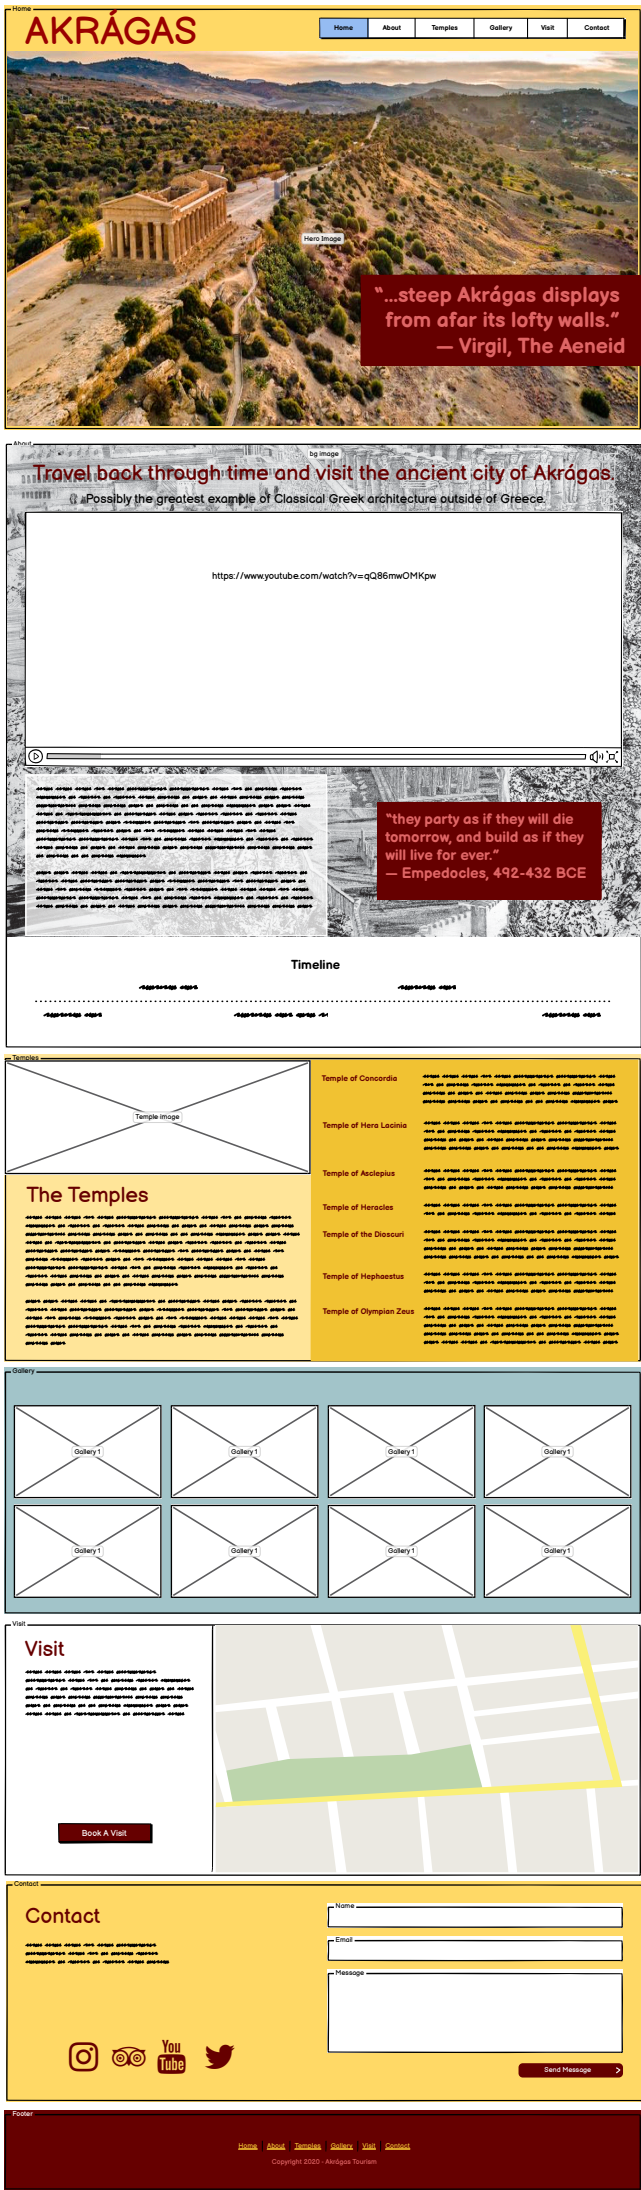 Home
AKRÁGAS
Home About Temples Gallery Visit Contact
Hero Image
“...steep Akrágas displays
from afar its lofty walls.”
— Virgil, The Aeneid
About
bg image
Travel back through time and visit the ancient city of Akrágas.
Possibly the greatest example of Classical Greek architecture outside of Greece.
https://www.youtube.com/watch?v=qQ86mwOMKpw
“they party as if they will die
tomorrow, and build as if they
will live for ever.”
— Empedocles, 492-432 BCE
Timeline
Temples
Temple image
The Temples
Temple of Concordia
Temple of Hera Lacinia
Temple of Asclepius
Temple of Heracles
Temple of the Dioscuri
Temple of Hephaestus
Temple of Olympian Zeus
Gallery
Gallery 1 Gallery 1 Gallery 1 Gallery 1
Gallery 1 Gallery 1 Gallery 1 Gallery 1
Visit
Visit
Book A Visit
Contact
Contact
Name
Email
Message
You
Tube
Send Message
Footer
Home | About | Temples | Gallery | Visit | Contact
Copyright 2020 - Akrágas Tourism